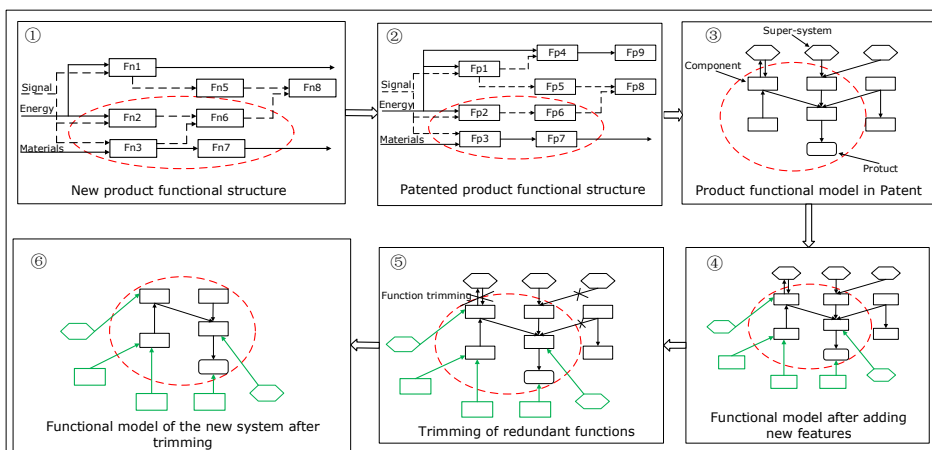 ①
Fn1
Signal
Fn5
Fn8
Energy
Fn2
Fn6
Materials
Fn3
Fn7
New product functional structure
②
Fp4
Fp9
Fp1
Signal
Fp5
Fp8
Energy
Fp2
Fp6
Materials
Fp3
Fp7
Patented product functional structure
③
Super-system
Component
Protuct
Product functional model in Patent
④
Functional model after adding
new features
⑤
Function trimming
Trimming of redundant functions
⑥
Functional model of the new system after
trimming